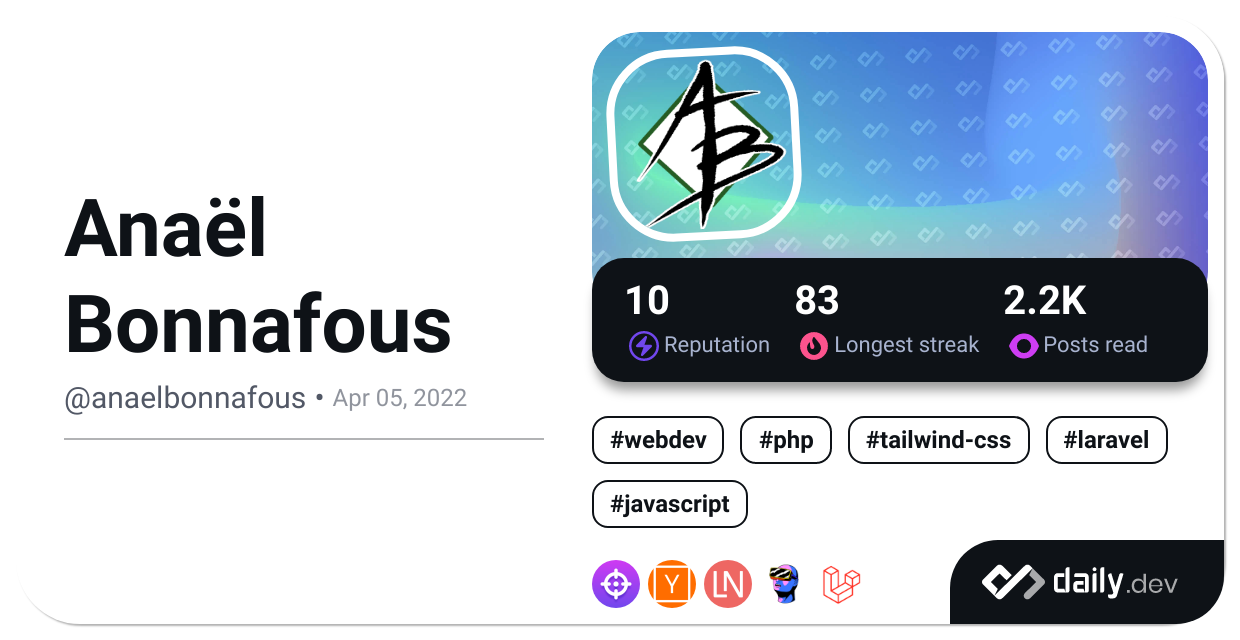 Anaël
Bonnafous
@anaelbonnafous • Apr 05, 2022
AB
10 83 2.2K
Reputation Longest streak Posts read
#webdev #php #tailwind-css #laravel
#javascript
Y LN
daily.dev